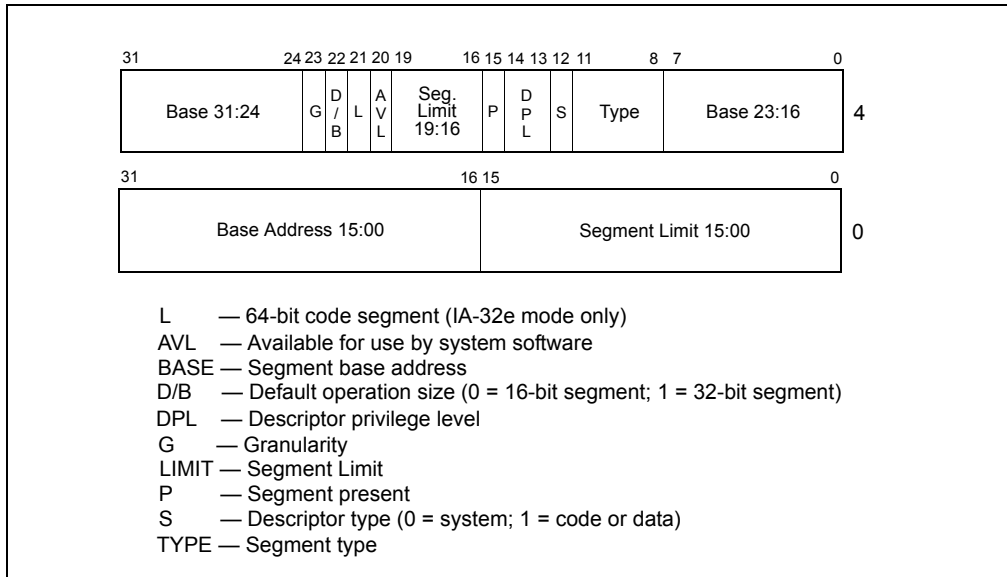 31 24 23 22 21 20 19 16 15 14 13 12 11 8 7 0
Base 31:24 G D/B L AVL Seg. Limit 19:16 P DPL S Type Base 23:16 4
31 16 15 0
Base Address 15:00 Segment Limit 15:00 0
L — 64-bit code segment (IA-32e mode only)
AVL — Available for use by system software
BASE — Segment base address
D/B — Default operation size (0 = 16-bit segment; 1 = 32-bit segment)
DPL — Descriptor privilege level
G — Granularity
LIMIT — Segment Limit
P — Segment present
S — Descriptor type (0 = system; 1 = code or data)
TYPE — Segment type